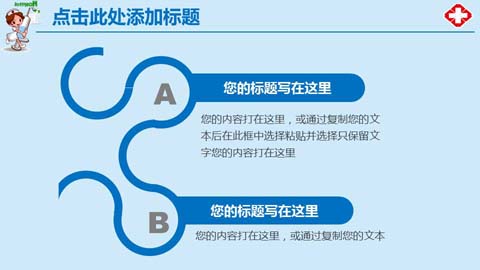 点击此处添加标题
A
您的标题写在这里
您的内容打在这里，或通过复制您的文
本后在此框中选择粘贴并选择只保留文
字您的内容打在这里
B
您的标题写在这里
您的内容打在这里，或通过复制您的文本